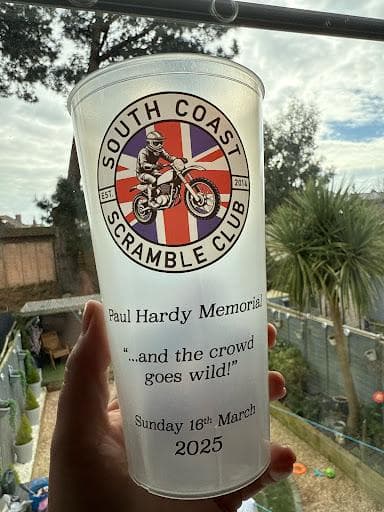 SOUTH COAST
EST. 2014
SCRAMBLE CLUB
Paul Hardy Memorial
"...and the crowd
goes wild!"
Sunday 16th March
2025